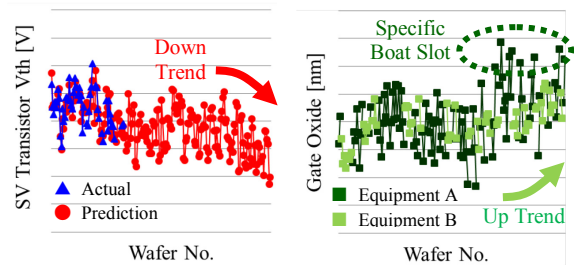 SV Transistor Vth [V]
Down
Trend
Actual
Prediction
Wafer No.
Gate Oxide [nm]
Specific
Boat Slot
Equipment A
Equipment B
Up Trend
Wafer No.